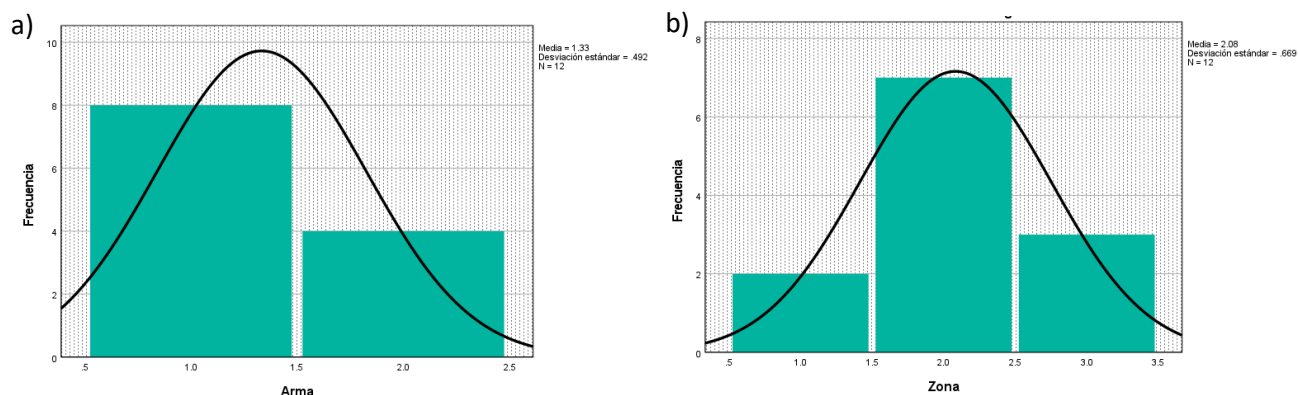 a)
Media = 1.33
Desviación estándar = .492
N = 12
Frecuencia
10
8
6
4
2
0
.5
1.0
1.5
2.0
2.5
Arma
b)
Media = 2.08
Desviación estándar = .669
N = 12
Frecuencia
8
6
4
2
0
.5
1.0
1.5
2.0
2.5
3.0
3.5
Zona